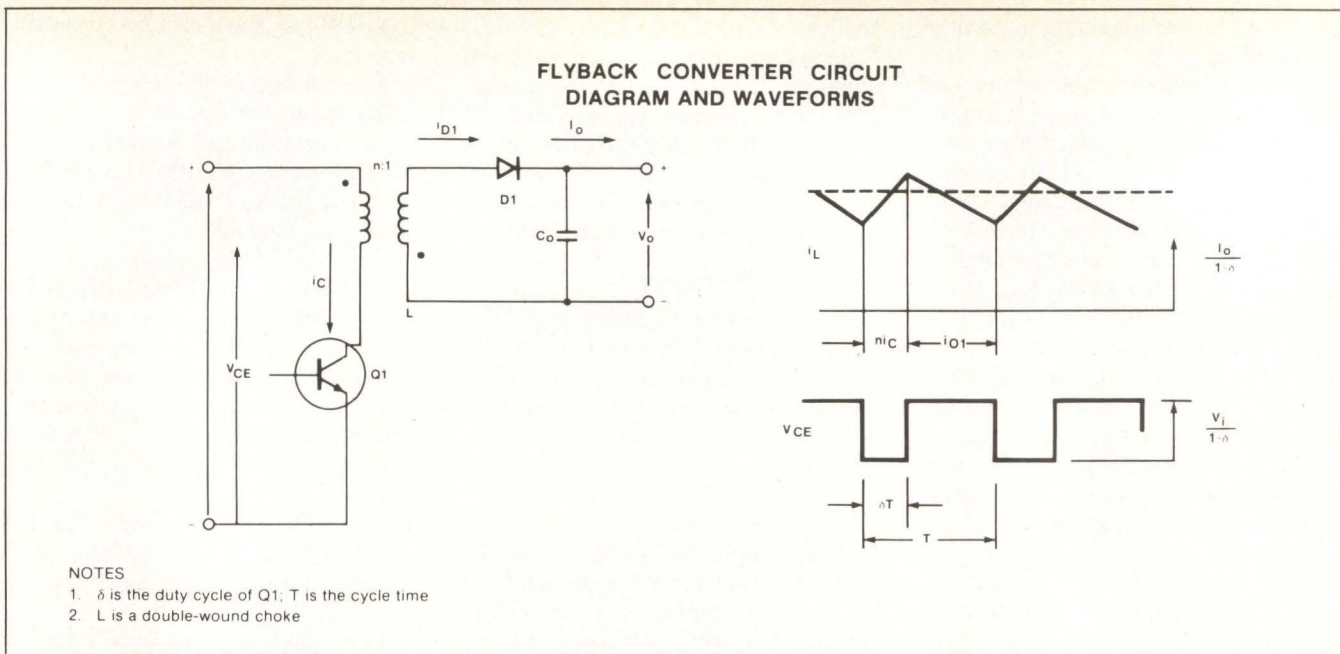 FLYBACK CONVERTER CIRCUIT
DIAGRAM AND WAVEFORMS
iD1
Io
+
n:1
+
D1
Co
Vo
iC
L
-
VCE
Q1
-
iL
Io
1-δ
niC
iO1
VCE
Vi
1-δ
δT
T
NOTES
1. δ is the duty cycle of Q1; T is the cycle time
2. L is a double-wound choke